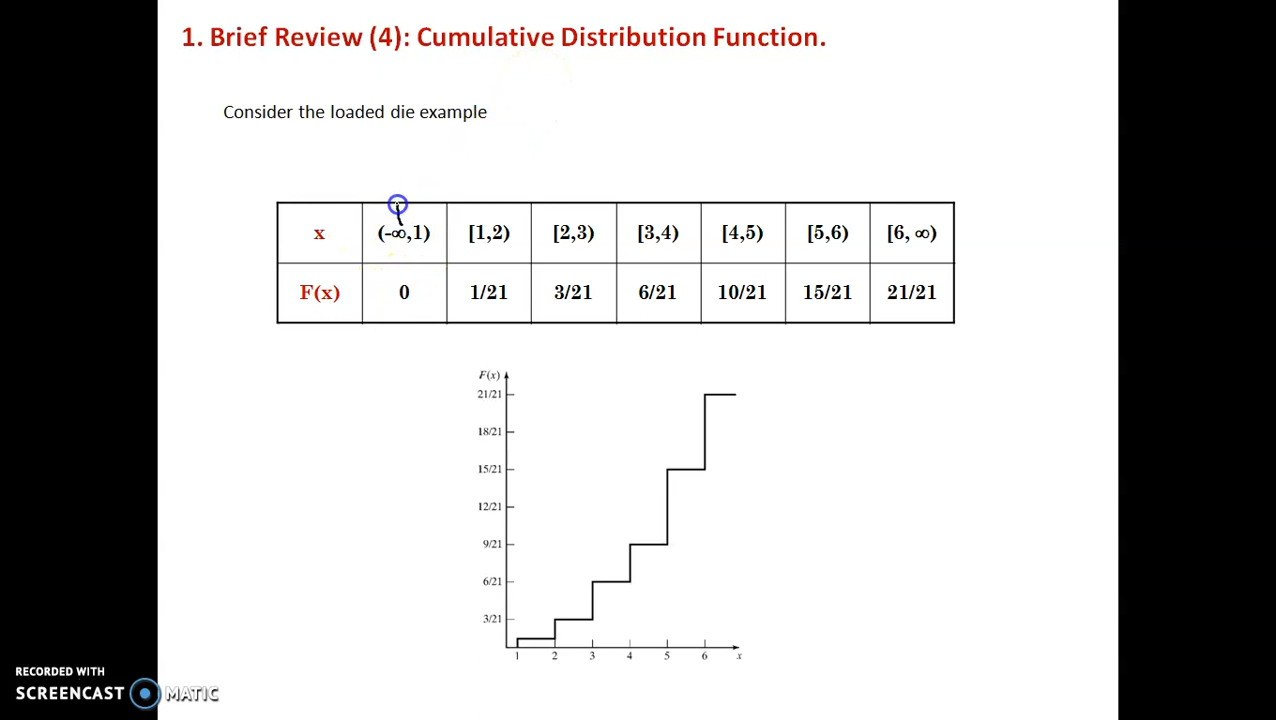 1. Brief Review (4): Cumulative Distribution Function.
Consider the loaded die example
x (-∞,1) [1,2) [2,3) [3,4) [4,5) [5,6) [6, ∞)
F(x) 0 1/21 3/21 6/21 10/21 15/21 21/21
F(x)
21/21
18/21
15/21
12/21
9/21
6/21
3/21
1 2 3 4 5 6 x
RECORDED WITH
SCREENCAST MATIC